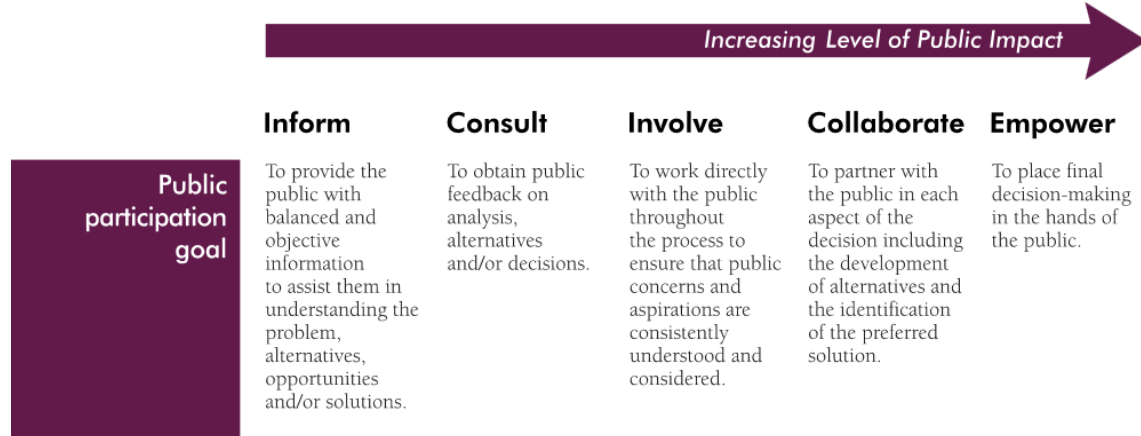 Increasing Level of Public Impact
Inform
Consult
Involve
Collaborate
Empower
Public
participation
goal
To provide the
public with
balanced and
objective
information
to assist them in
understanding the
problem,
alternatives,
opportunities
and/or solutions.
To obtain public
feedback on
analysis,
alternatives
and/or decisions.
To work directly
with the public
throughout
the process to
ensure that public
concerns and
aspirations are
consistently
understood and
considered.
To partner with
the public in each
aspect of the
decision including
the development
of alternatives and
the identification
of the preferred
solution.
To place final
decision-making
in the hands of
the public.